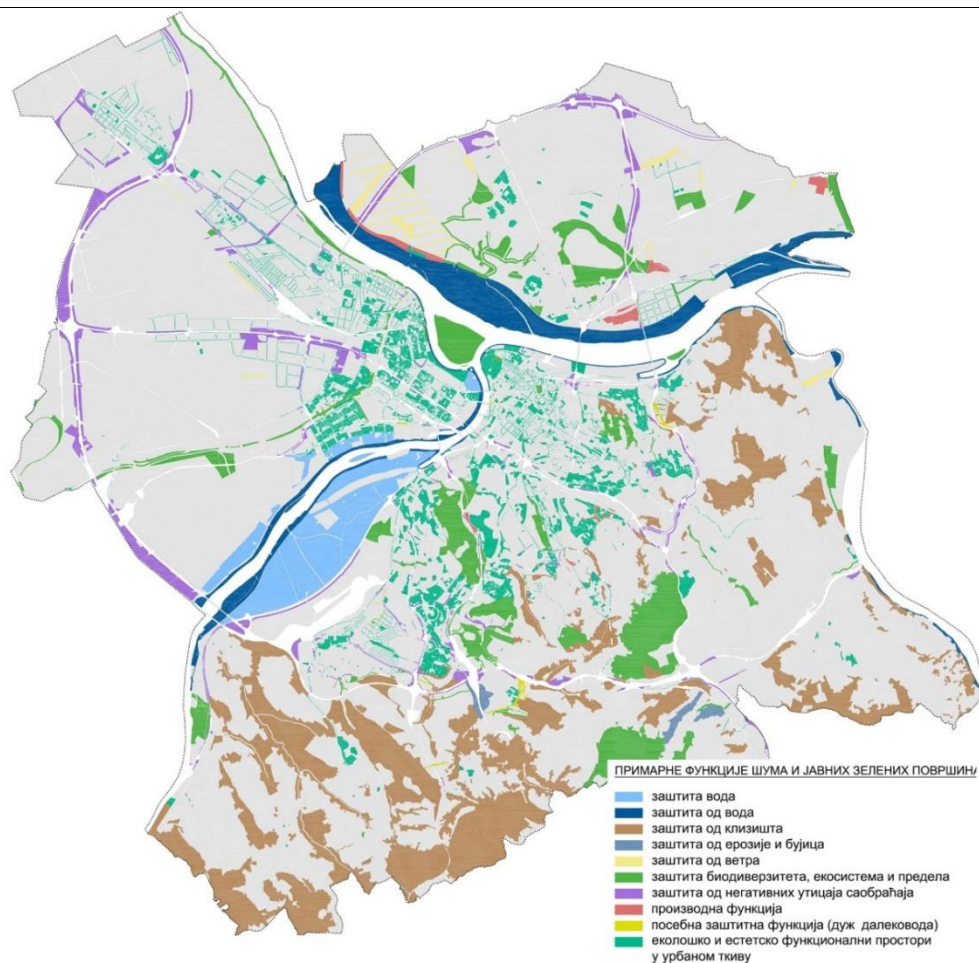 ПРИМАРНЕ ФУНКЦИЈЕ ШУМА И ЈАВНИХ ЗЕЛЕНИХ ПОВРШИНА
заштита вода
заштита од вода
заштита од клизишта
заштита од ерозије и бујица
заштита од ветра
заштита биодиверзитета, екосистема и предела
заштита од негативних утицаја саобраћаја
производна функција
посебна заштитна функција (дуж далековода)
еколошко и естетско функционални простори
у урбаном ткиву